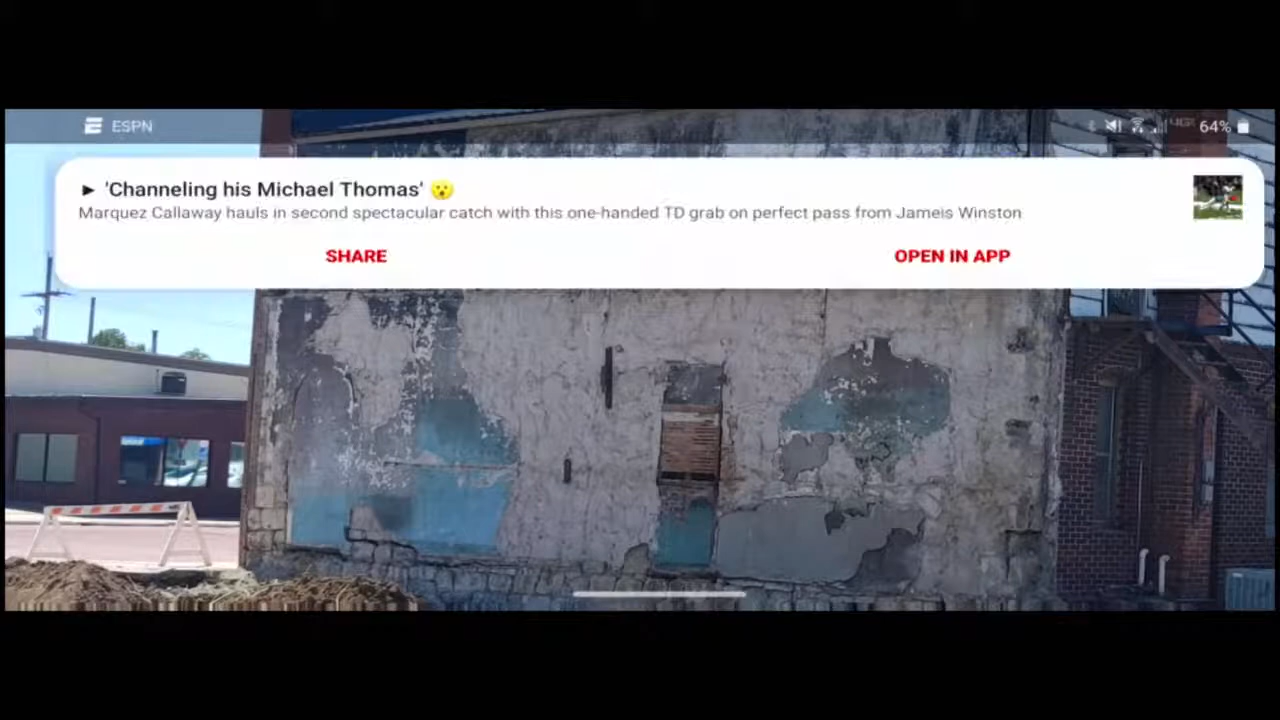 ESPN
64%
► 'Channeling his Michael Thomas' 😮
Marquez Callaway hauls in second spectacular catch with this one-handed TD grab on perfect pass from Jameis Winston
SHARE
OPEN IN APP